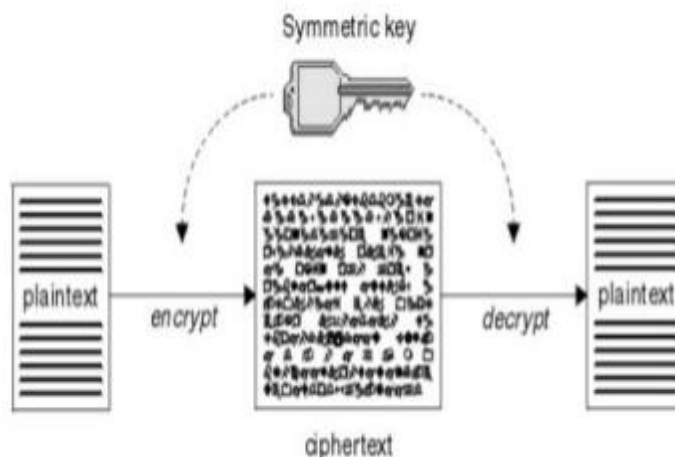 Symmetric key
plaintext
encrypt
decrypt
plaintext
ciphertext